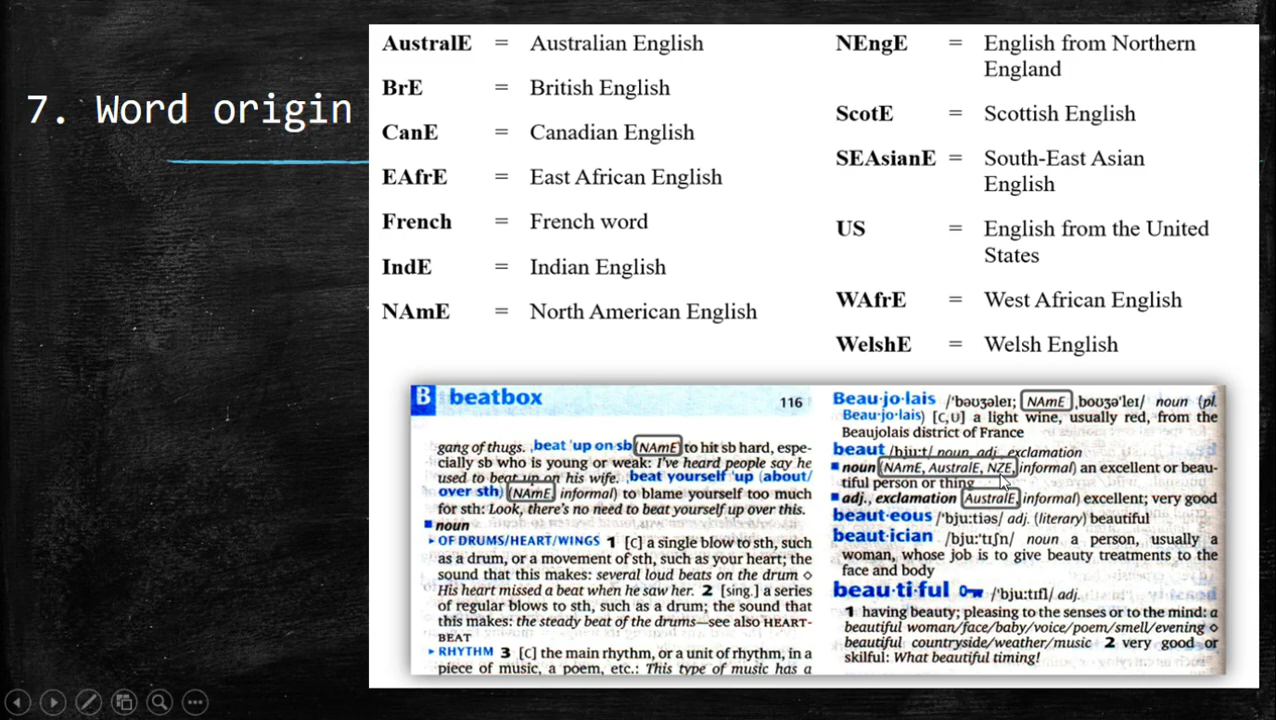 7. Word origin
AustralE = Australian English
BrE = British English
CanE = Canadian English
EAfrE = East African English
French = French word
IndE = Indian English
NAmE = North American English
NEngE = English from Northern
England
ScotE = Scottish English
SEAsianE = South-East Asian
English
US = English from the United
States
WAfrE = West African English
WelshE = Welsh English
B beatbox 116
gang of thugs. ˌbeat ˈup on sb (NAmE) to hit sb hard, espe-
cially sb who is young or weak: I've heard people say he
used to beat up on his wife. ˌbeat yourself ˈup (about/
over sth) (NAmE, informal) to blame yourself too much
for sth: Look, there's no need to beat yourself up over this.
■ noun
▸ OF DRUMS/HEART/WINGS 1 [C] a single blow to sth, such
as a drum, or a movement of sth, such as your heart; the
sound that this makes: several loud beats on the drum ◇
His heart missed a beat when he saw her. 2 [sing.] a series
of regular blows to sth, such as a drum; the sound that
this makes: the steady beat of the drums—see also HEART-
BEAT
▸ RHYTHM 3 [C] the main rhythm, or a unit of rhythm, in a
piece of music, a poem, etc.: This type of music has a
Beau·jo·lais /ˈbəʊʒəleɪ; NAmE ˌboʊʒəˈleɪ/ noun (pl.
Beau·jo·lais) [C, U] a light wine, usually red, from the
Beaujolais district of France
beaut /bjuːt/ noun, adj., exclamation
■ noun (NAmE, AustralE, NZE, informal) an excellent or beau-
tiful person or thing
■ adj., exclamation (AustralE, informal) excellent; very good
beaut·eous /ˈbjuːtiəs/ adj. (literary) beautiful
beaut·ician /bjuːˈtɪʃn/ noun a person, usually a
woman, whose job is to give beauty treatments to the
face and body
beau·ti·ful /ˈbjuːtɪfl/ adj.
1 having beauty; pleasing to the senses or to the mind: a
beautiful woman/face/baby/voice/poem/smell/evening ◇
beautiful countryside/weather/music 2 very good or
skilful: What beautiful timing!